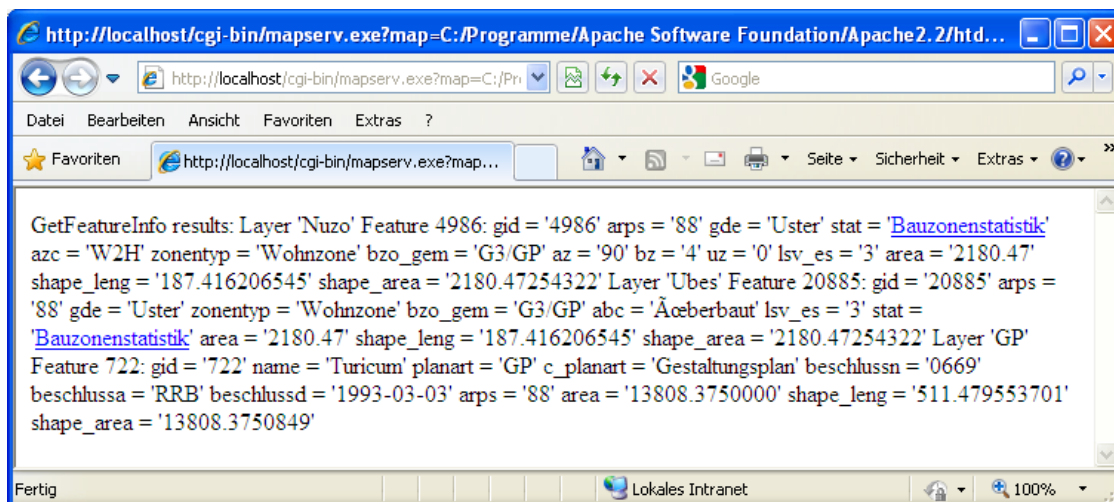 http://localhost/cgi-bin/mapserv.exe?map=C:/Programme/Apache Software Foundation/Apache2.2/htd...
http://localhost/cgi-bin/mapserv.exe?map=C:/Pr
Google
Datei Bearbeiten Ansicht Favoriten Extras ?
Favoriten http://localhost/cgi-bin/mapserv.exe?map... Seite Sicherheit Extras »
GetFeatureInfo results: Layer 'Nuzo' Feature 4986: gid = '4986' arps = '88' gde = 'Uster' stat = 'Bauzonenstatistik'
azc = 'W2H' zonentyp = 'Wohnzone' bzo_gem = 'G3/GP' az = '90' bz = '4' uz = '0' lsv_es = '3' area = '2180.47'
shape_leng = '187.416206545' shape_area = '2180.47254322' Layer 'Ubes' Feature 20885: gid = '20885' arps =
'88' gde = 'Uster' zonentyp = 'Wohnzone' bzo_gem = 'G3/GP' abc = 'Ãœberbaut' lsv_es = '3' stat =
'Bauzonenstatistik' area = '2180.47' shape_leng = '187.416206545' shape_area = '2180.47254322' Layer 'GP'
Feature 722: gid = '722' name = 'Turicum' planart = 'GP' c_planart = 'Gestaltungsplan' beschlussn = '0669'
beschlussa = 'RRB' beschlussd = '1993-03-03' arps = '88' area = '13808.3750000' shape_leng = '511.479553701'
shape_area = '13808.3750849'
Fertig Lokales Intranet 100%